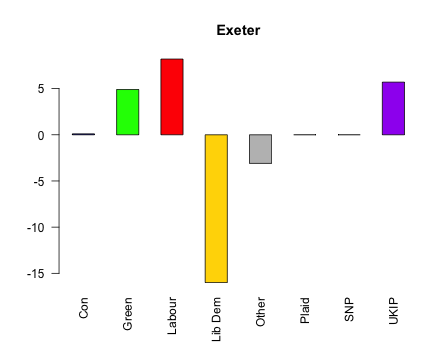 Exeter
5
0
-5
-10
-15
Con
Green
Labour
Lib Dem
Other
Plaid
SNP
UKIP